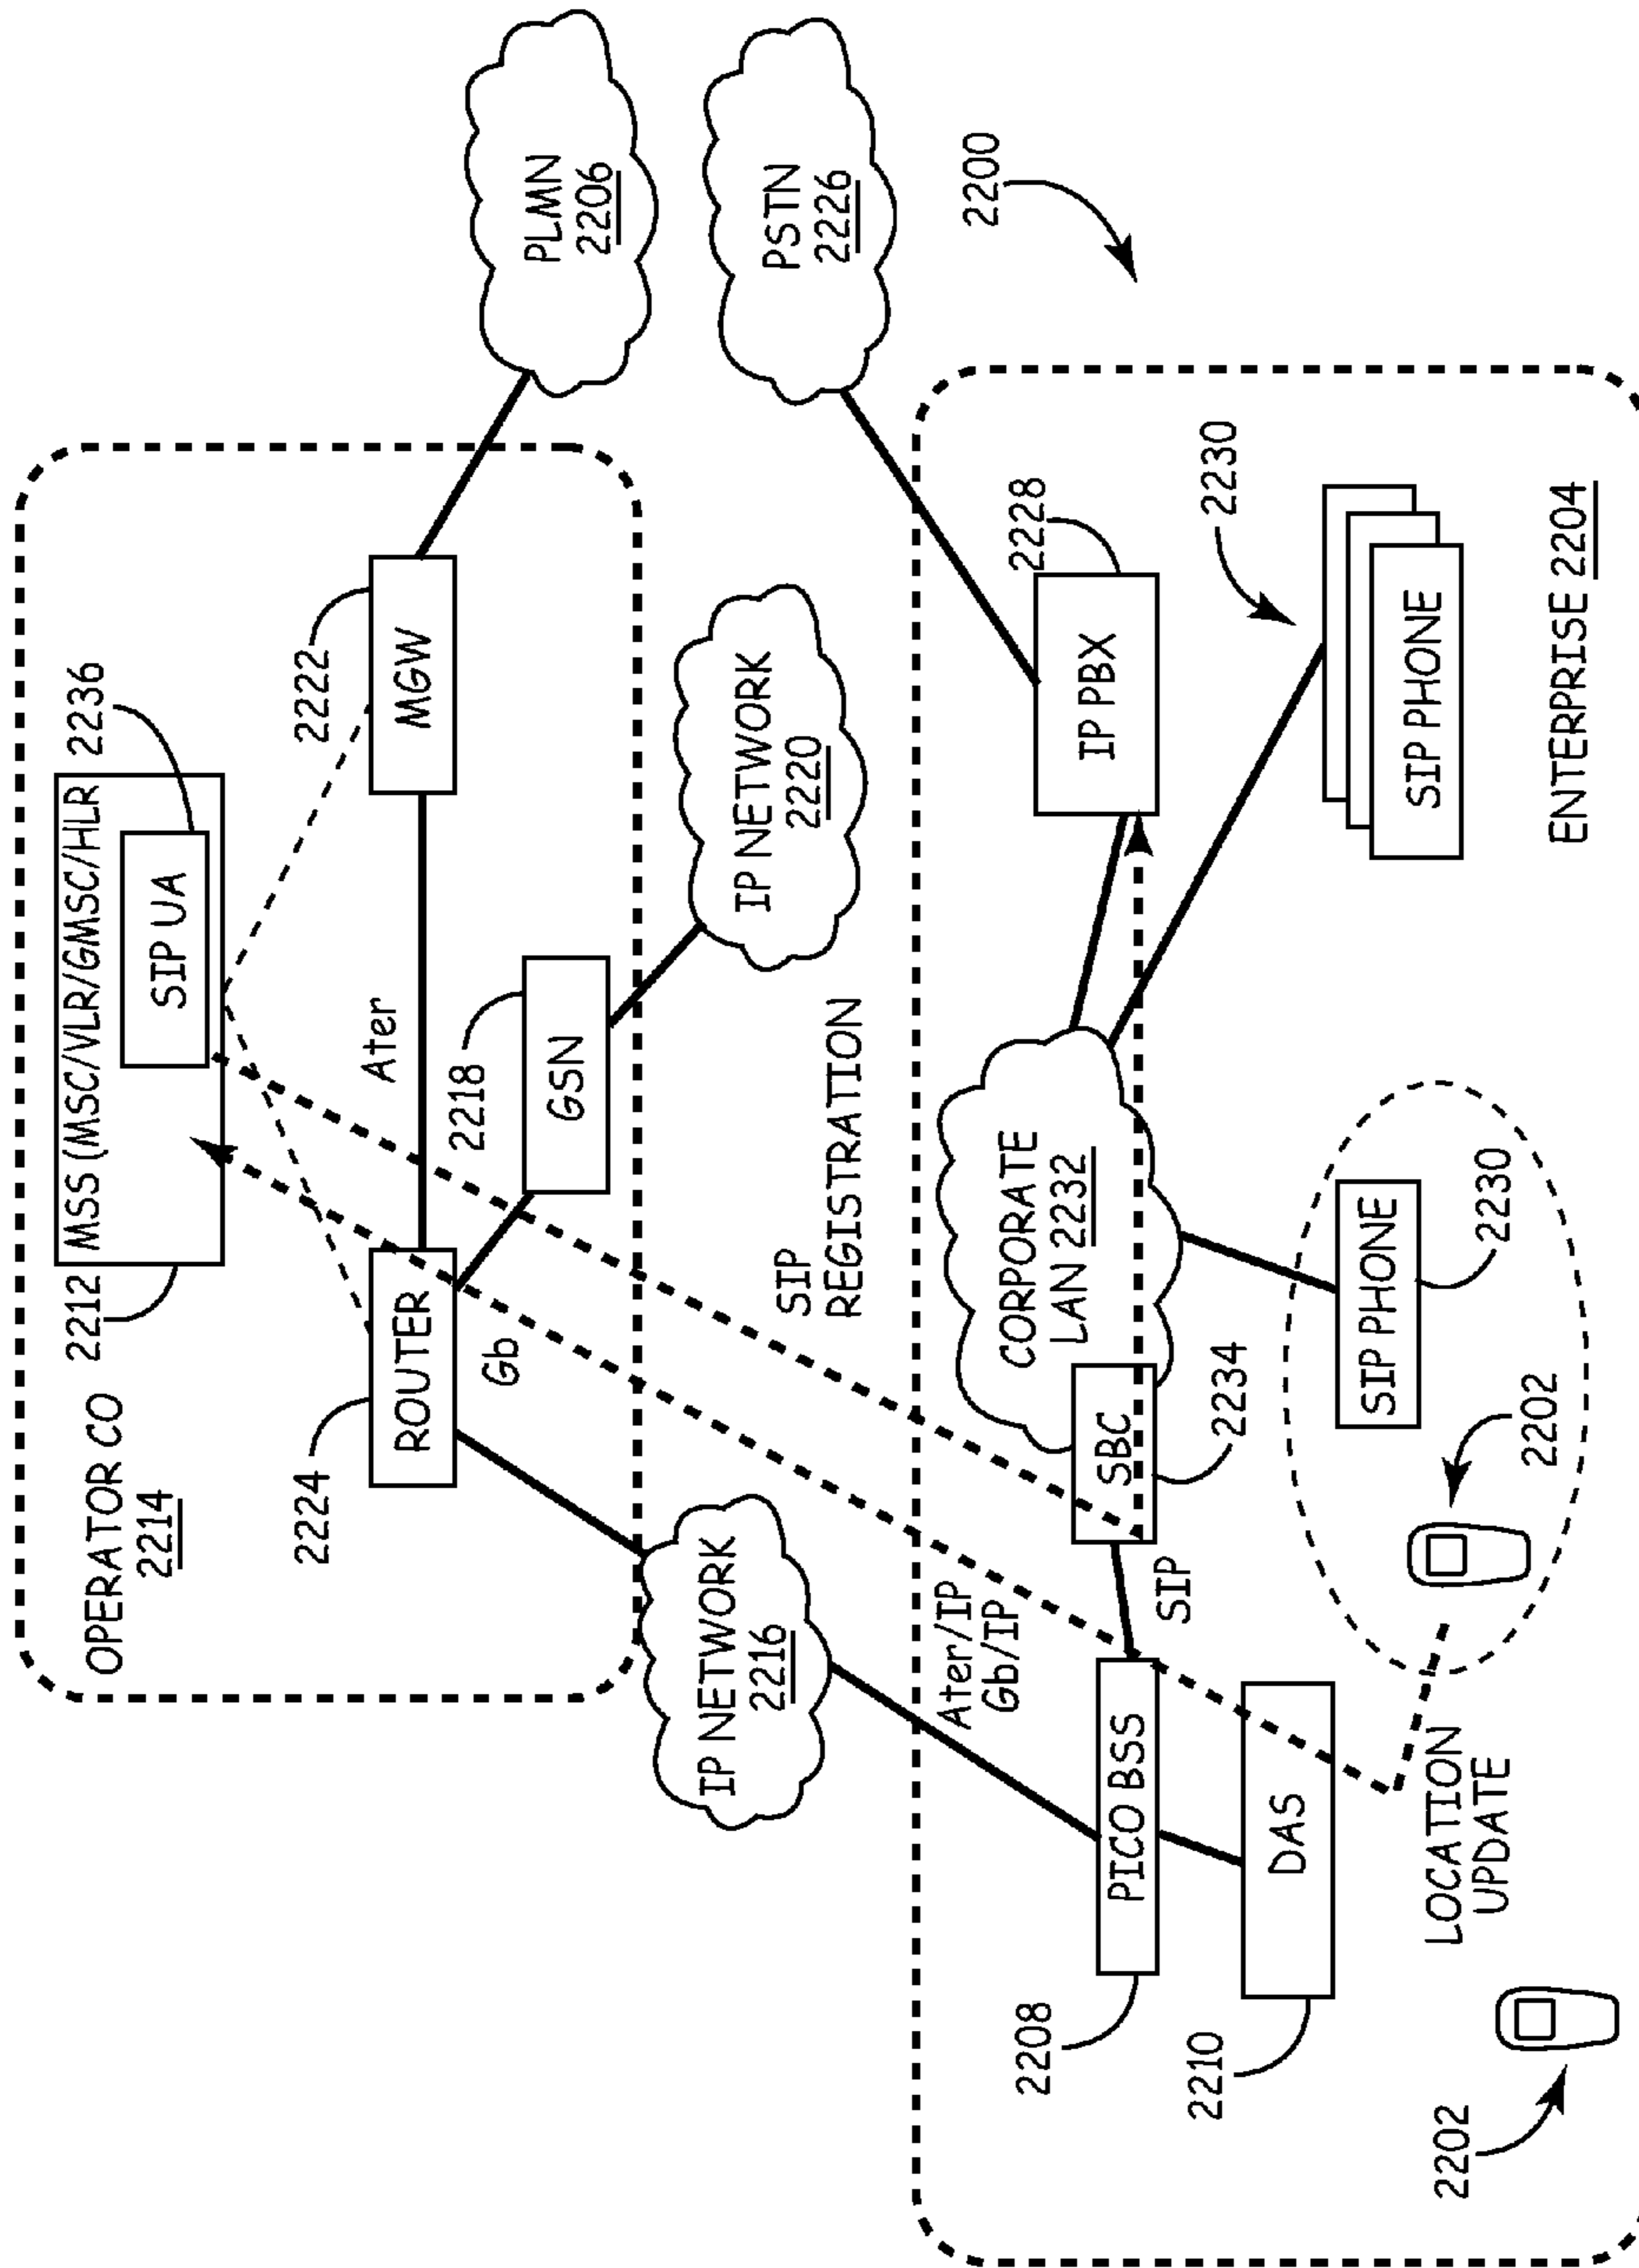 OPERATOR CO
2214
2212
MSS (MSC/VLR/GMSC/HLR
SIP UA
2236
2224
ROUTER
Ater
2222
MGW
PLMN
2206
Gb
2218
GSN
IP NETWORK
2216
IP NETWORK
2220
PSTN
2226
SIP
REGISTRATION
2200
Ater/IP
Gb/IP
2208
PICO BSS
SIP
SBC
2234
CORPORATE
LAN 2232
IP PBX
2228
2210
DAS
2230
SIP PHONE
LOCATION
UPDATE
2202
SIP PHONE
2230
2202
ENTERPRISE 2204